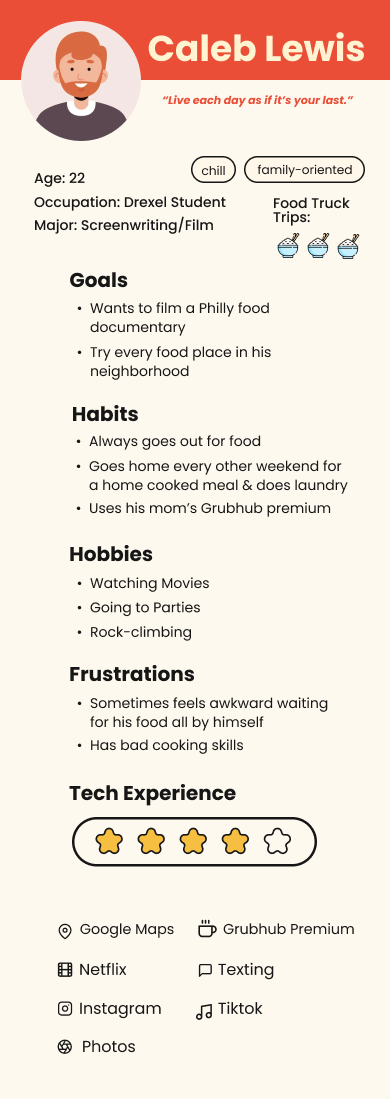 Caleb Lewis
“Live each day as if it’s your last.”
chill
family-oriented
Age: 22
Occupation: Drexel Student
Major: Screenwriting/Film
Food Truck
Trips:
Goals
• Wants to film a Philly food
documentary
• Try every food place in his
neighborhood
Habits
• Always goes out for food
• Goes home every other weekend for
a home cooked meal & does laundry
• Uses his mom’s Grubhub premium
Hobbies
• Watching Movies
• Going to Parties
• Rock-climbing
Frustrations
• Sometimes feels awkward waiting
for his food all by himself
• Has bad cooking skills
Tech Experience
Google Maps
Grubhub Premium
Netflix
Texting
Instagram
Tiktok
Photos